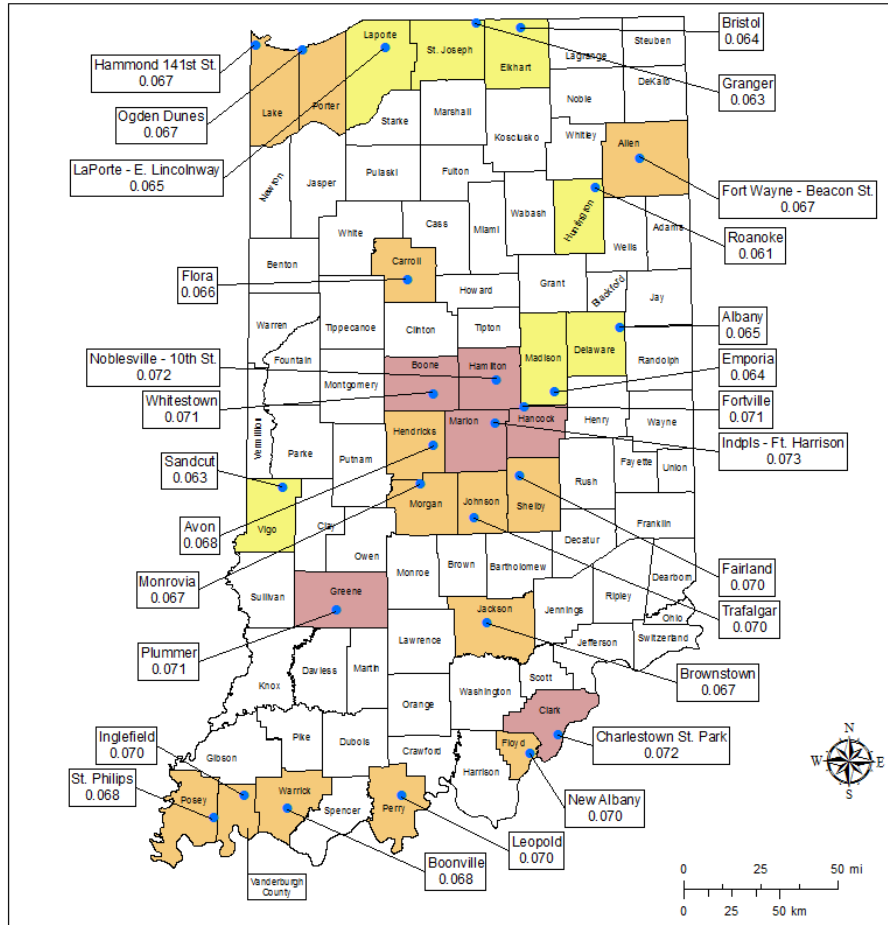 Bristol
0.064
Hammond 141st St.
0.067
Granger
0.063
Ogden Dunes
0.067
LaPorte - E. Lincolnway
0.065
Fort Wayne - Beacon St.
0.067
Roanoke
0.061
Flora
0.066
Albany
0.065
Noblesville - 10th St.
0.072
Emporia
0.064
Whitestown
0.071
Fortville
0.071
Indpls - Ft. Harrison
0.073
Sandcut
0.063
Avon
0.068
Monrovia
0.067
Fairland
0.070
Trafalgar
0.070
Plummer
0.071
Brownstown
0.067
Charlestown St. Park
0.072
Inglefield
0.070
St. Philips
0.068
New Albany
0.070
Leopold
0.070
Boonville
0.068
Vanderburgh
County
Laporte
St. Joseph
Elkhart
Lagrange
Steuben
Lake
Porter
Noble
DeKalb
Starke
Marshall
Kosciusko
Whitley
Allen
Newton
Jasper
Pulaski
Fulton
Wabash
Huntington
Wells
Adams
White
Cass
Miami
Benton
Carroll
Howard
Grant
Blackford
Jay
Warren
Tippecanoe
Clinton
Tipton
Madison
Delaware
Randolph
Fountain
Montgomery
Boone
Hamilton
Vermillion
Parke
Putnam
Hendricks
Marion
Hancock
Henry
Wayne
Rush
Fayette
Union
Vigo
Clay
Owen
Morgan
Johnson
Shelby
Decatur
Franklin
Sullivan
Greene
Monroe
Brown
Bartholomew
Dearborn
Ripley
Ohio
Jennings
Switzerland
Jefferson
Jackson
Lawrence
Knox
Daviess
Martin
Scott
Washington
Orange
Clark
Floyd
Gibson
Pike
Dubois
Crawford
Harrison
Posey
Warrick
Spencer
Perry
N
W
E
S
0 25 50 mi
0 25 50 km